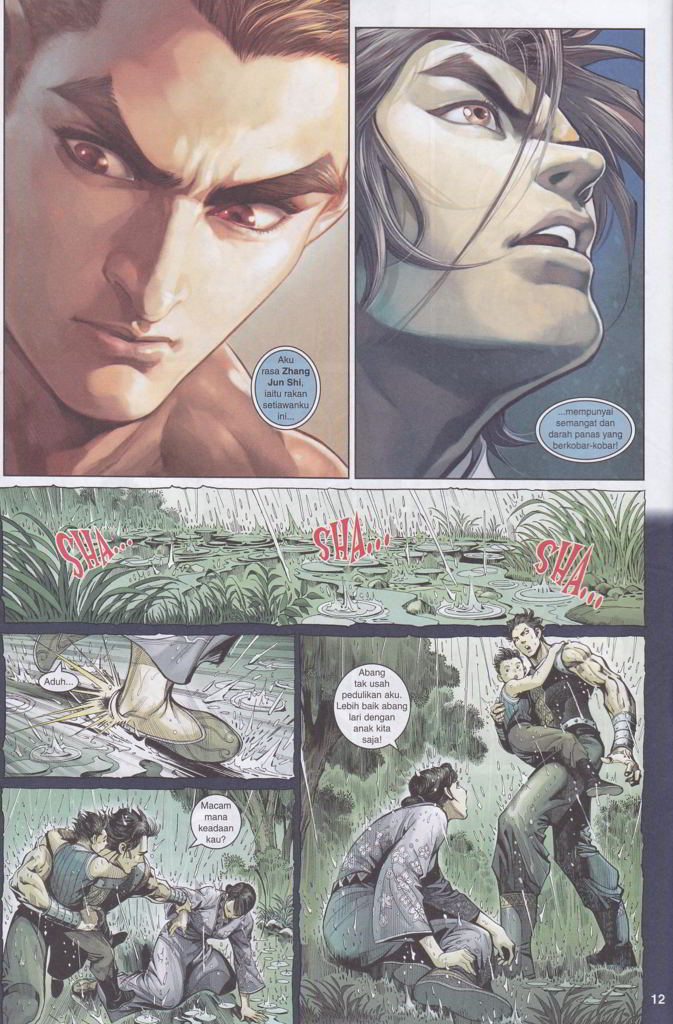 Aku
rasa Zhang
Jun Shi,
iaitu rakan
setiawanku
ini...
...mempunyai
semangat dan
darah panas yang
berkobar-kobar!
SHA...
SHA...
SHA...
Aduh...
Abang
tak usah
pedulikan aku.
Lebih baik abang
lari dengan
anak kita
saja!
Macam
mana
keadaan
kau?
12